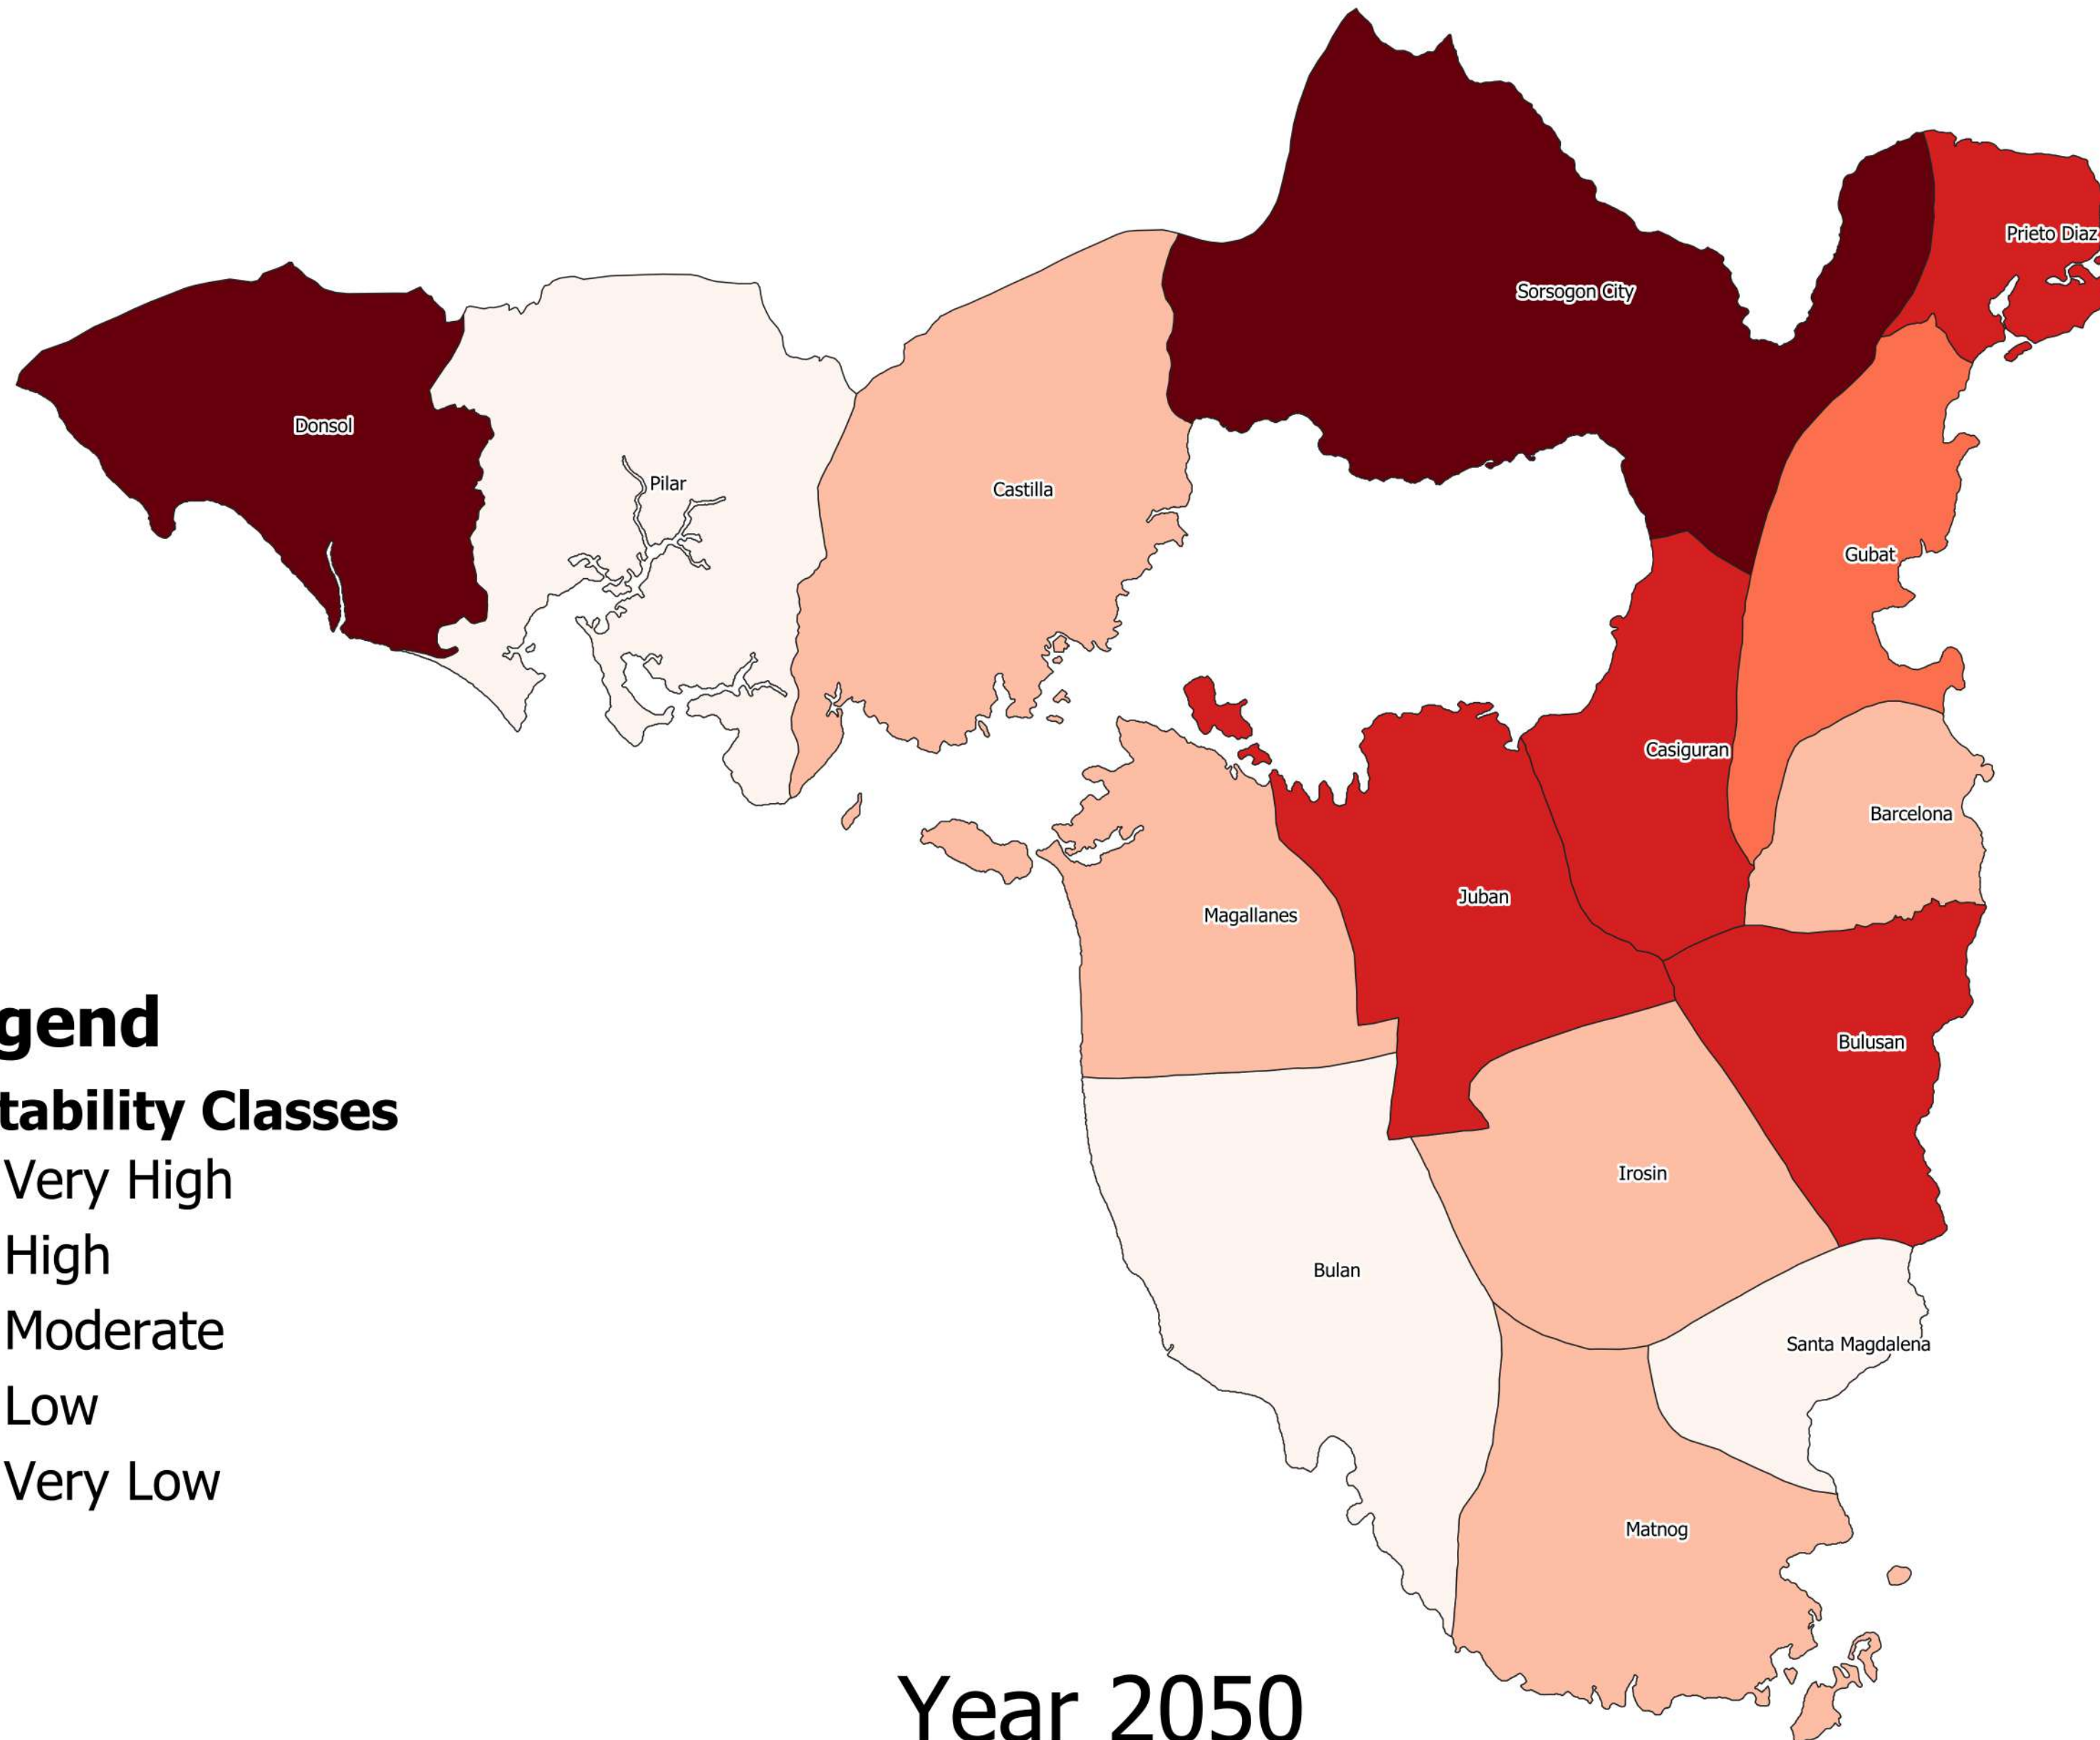 Prieto Diaz
Sorsogon City
Donsol
Pilar
Castilla
Gubat
Casiguran
Barcelona
Juban
Magallanes
Bulusan
Irosin
Bulan
Santa Magdalena
Matnog
gend
tability Classes
Very High
High
Moderate
Low
Very Low
Year 2050